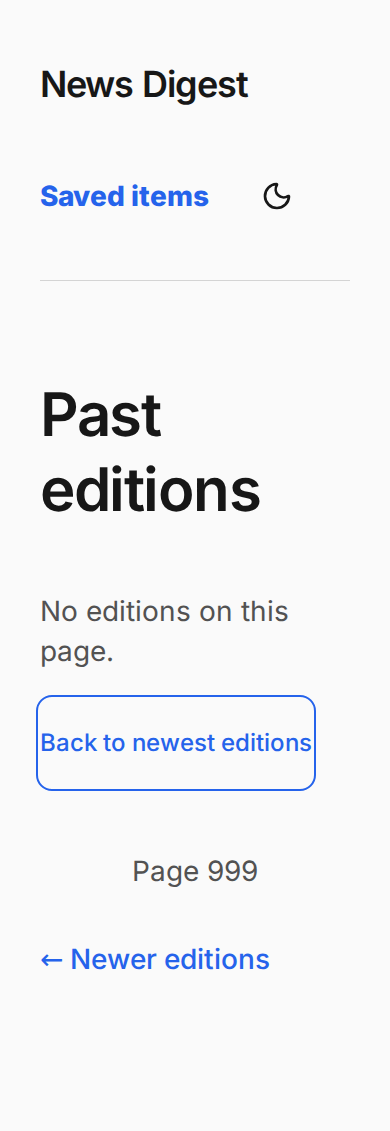 News Digest
Saved items
Past
editions
No editions on this
page.
Back to newest editions
Page 999
← Newer editions